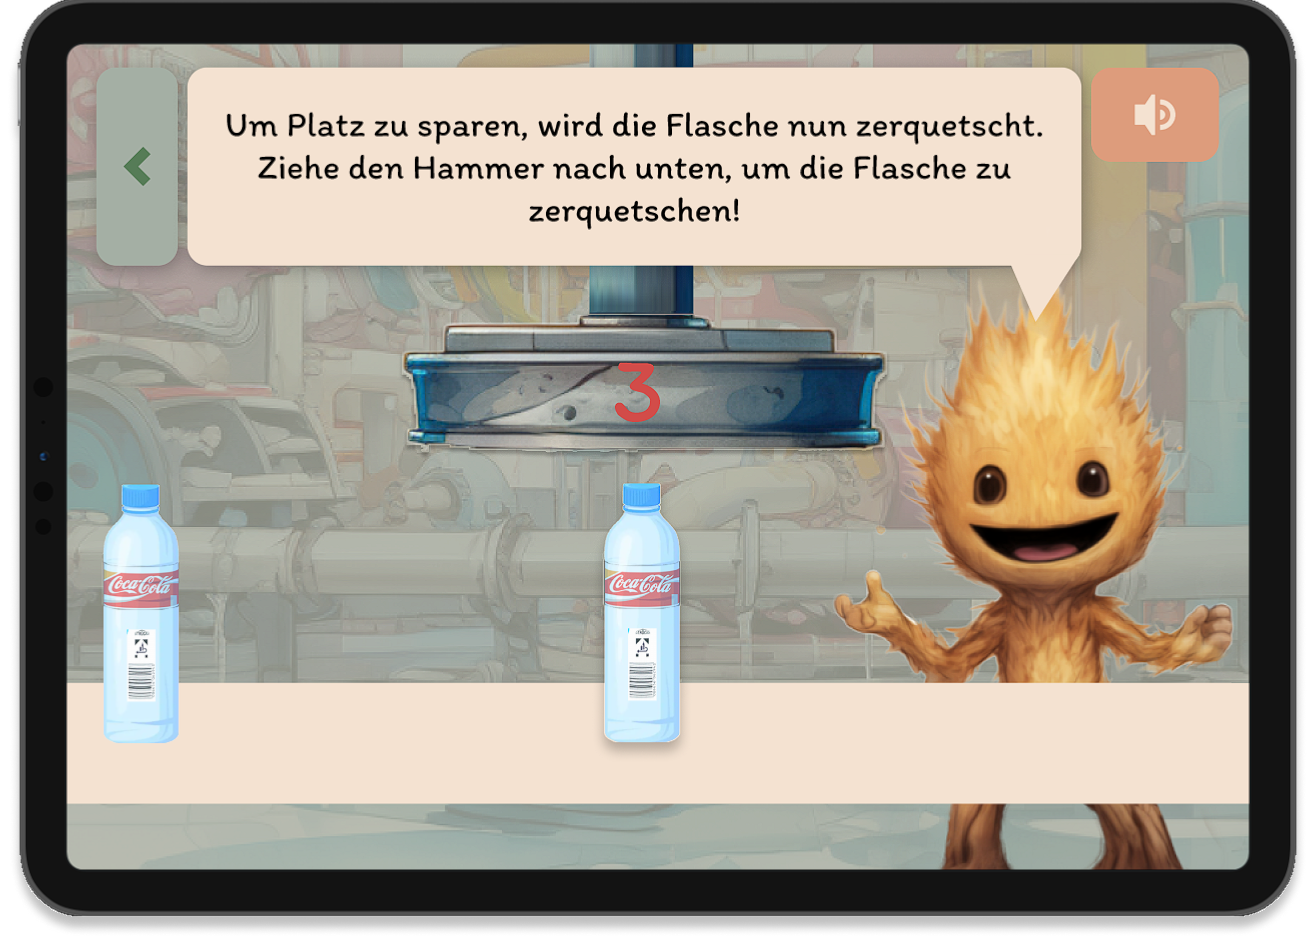 Um Platz zu sparen, wird die Flasche nun zerquetscht.
Ziehe den Hammer nach unten, um die Flasche zu
zerquetschen!
3
Coca-Cola
Coca-Cola